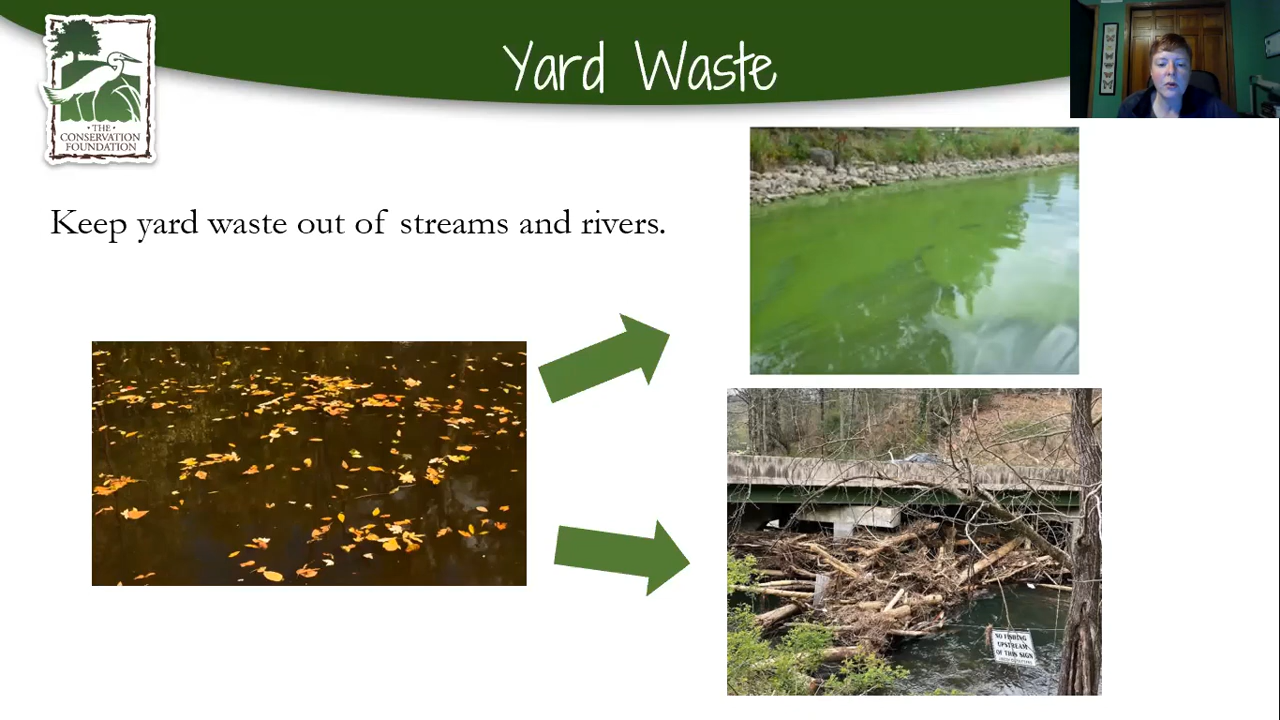 Yard Waste
· THE ·
CONSERVATION
FOUNDATION
Keep yard waste out of streams and rivers.
NO FISHING
UPSTREAM
OF THIS SIGN